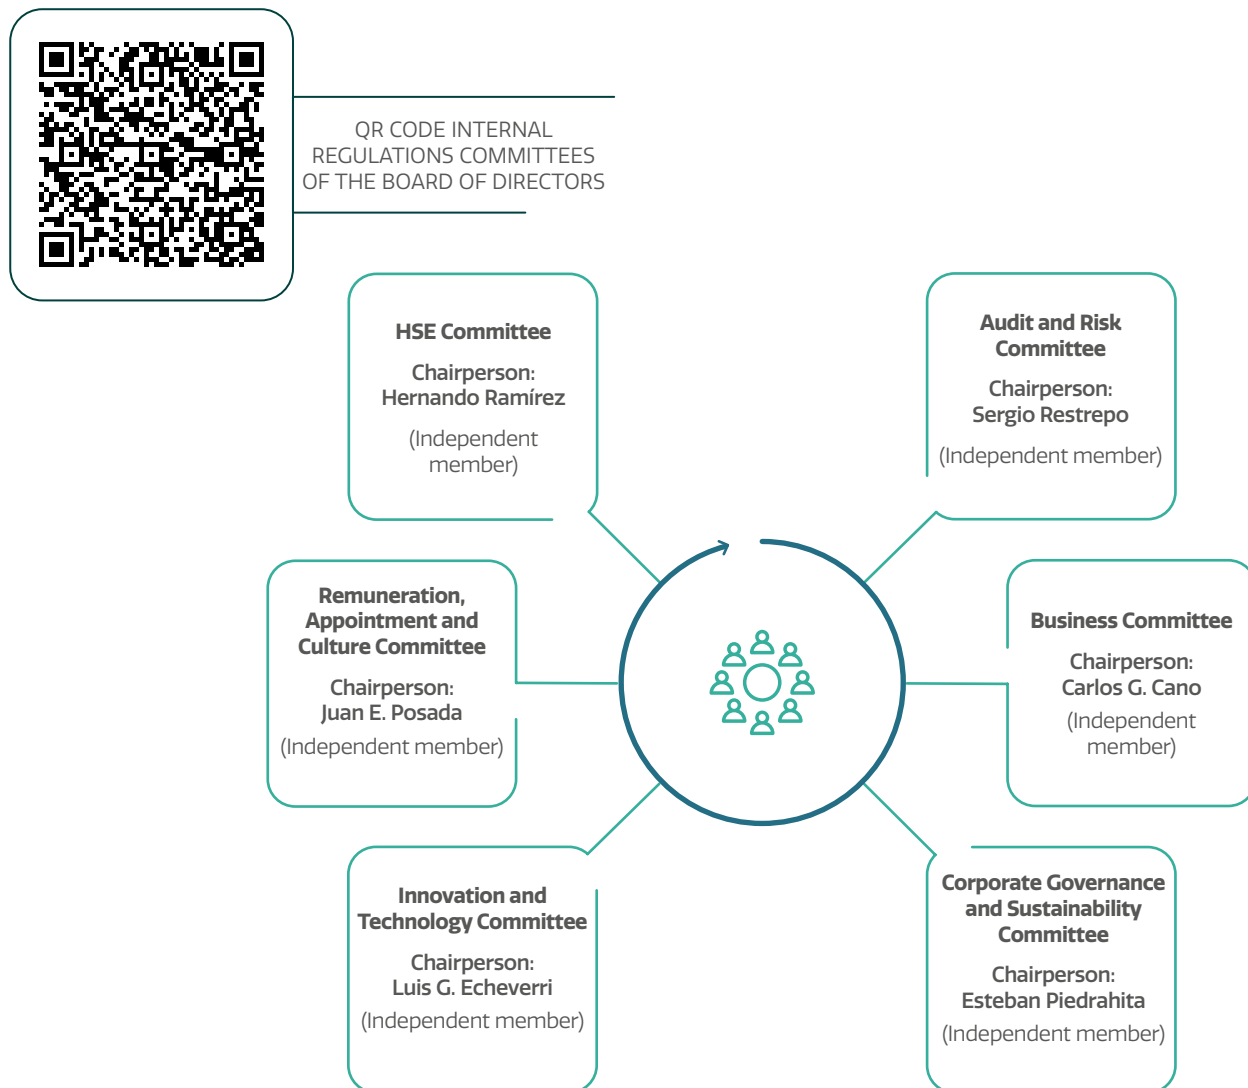 QR CODE INTERNAL
REGULATIONS COMMITTEES
OF THE BOARD OF DIRECTORS
HSE Committee
Chairperson:
Hernando Ramírez
(Independent
member)
Audit and Risk
Committee
Chairperson:
Sergio Restrepo
(Independent member)
Remuneration,
Appointment and
Culture Committee
Chairperson:
Juan E. Posada
(Independent member)
Business Committee
Chairperson:
Carlos G. Cano
(Independent
member)
Innovation and
Technology Committee
Chairperson:
Luis G. Echeverri
(Independent member)
Corporate Governance
and Sustainability
Committee
Chairperson:
Esteban Piedrahita
(Independent member)